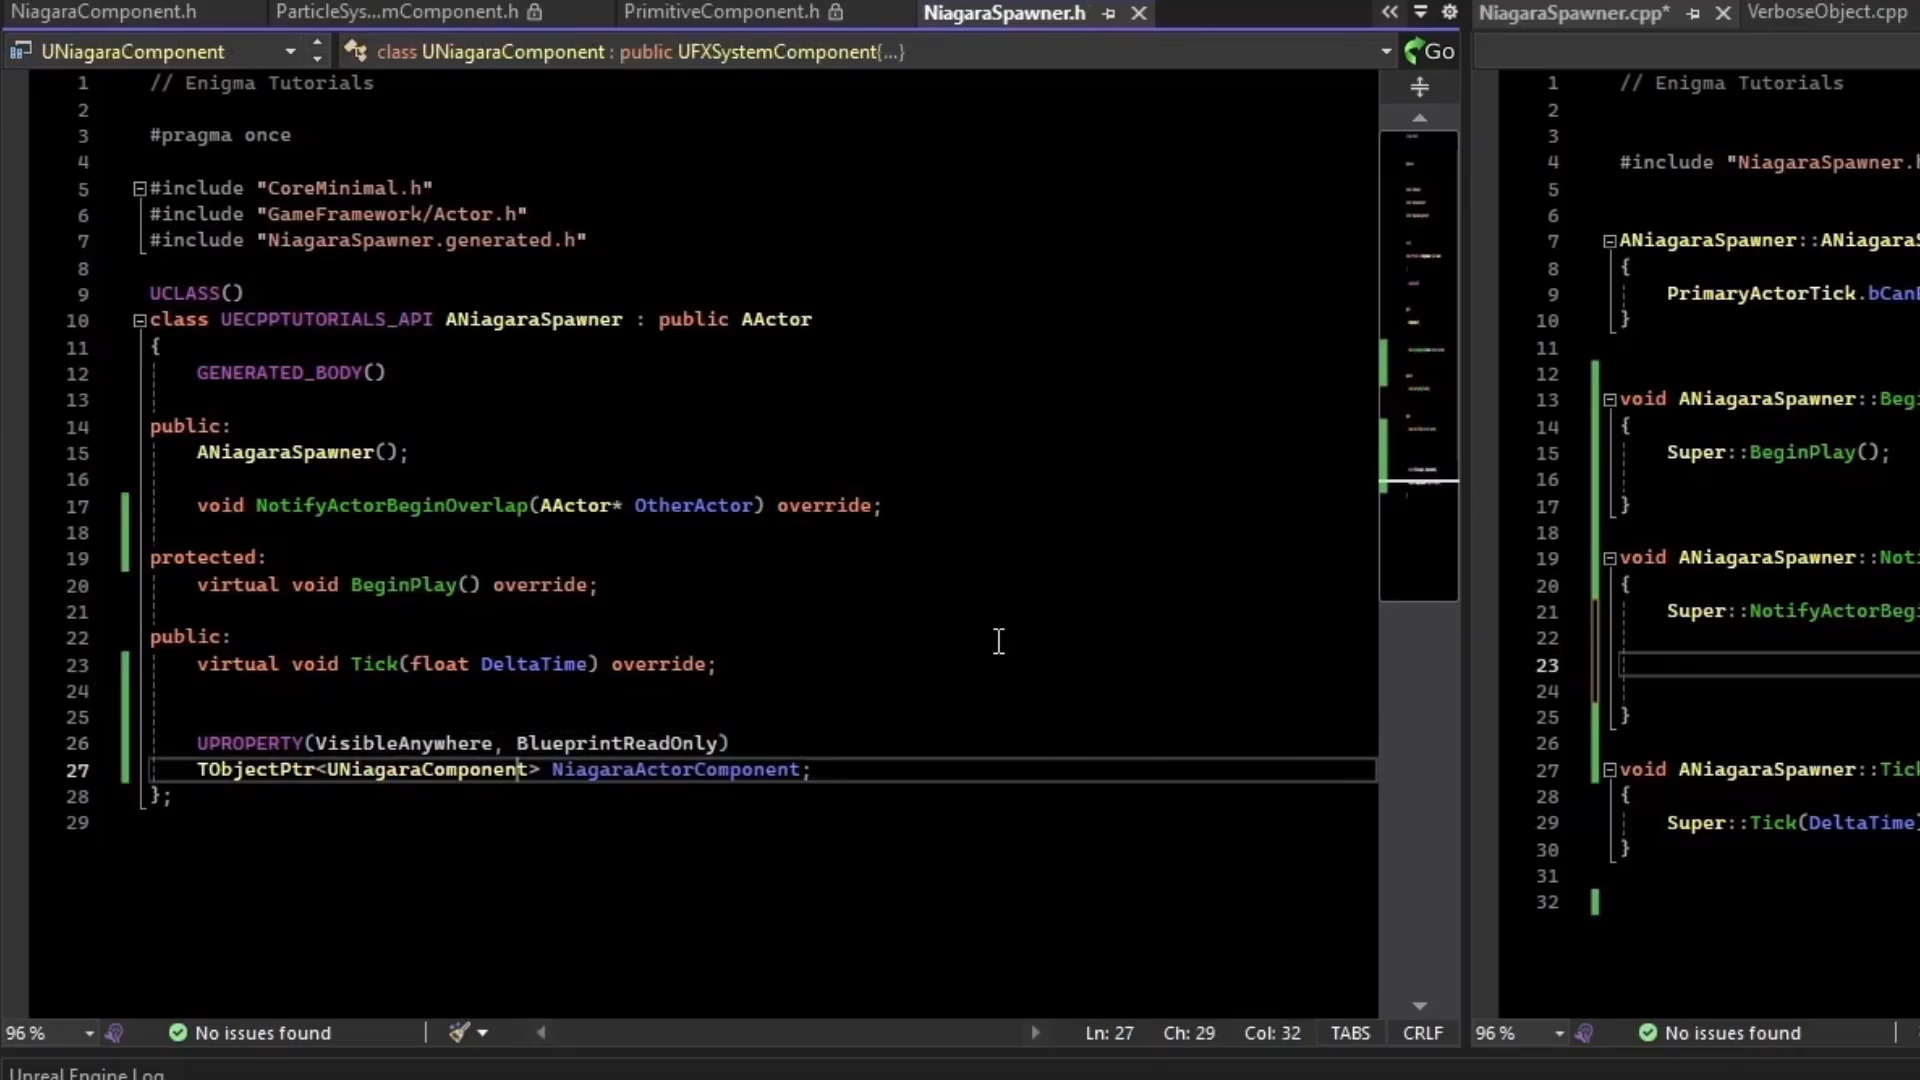 NiagaraComponent.h ParticleSys...mComponent.h PrimitiveComponent.h NiagaraSpawner.h NiagaraSpawner.cpp* VerboseObject.cpp
UNiagaraComponent class UNiagaraComponent : public UFXSystemComponent{...} Go
1 // Enigma Tutorials
2
3 #pragma once
4
5 #include "CoreMinimal.h"
6 #include "GameFramework/Actor.h"
7 #include "NiagaraSpawner.generated.h"
8
9 UCLASS()
10 class UECPPTUTORIALS_API ANiagaraSpawner : public AActor
11 {
12 GENERATED_BODY()
13
14 public:
15 ANiagaraSpawner();
16
17 void NotifyActorBeginOverlap(AActor* OtherActor) override;
18
19 protected:
20 virtual void BeginPlay() override;
21
22 public:
23 virtual void Tick(float DeltaTime) override;
24
25
26 UPROPERTY(VisibleAnywhere, BlueprintReadOnly)
27 TObjectPtr<UNiagaraComponent> NiagaraActorComponent;
28 };
29
96 % No issues found Ln: 27 Ch: 29 Col: 32 TABS CRLF
1 // Enigma Tutorials
2
3
4 #include "NiagaraSpawner.h
5
6
7 ANiagaraSpawner::ANiagaraS
8 {
9 PrimaryActorTick.bCanE
10 }
11
12
13 void ANiagaraSpawner::Beg
14 {
15 Super::BeginPlay();
16
17 }
18
19 void ANiagaraSpawner::Not
20 {
21 Super::NotifyActorBeg
22
23
24
25 }
26
27 void ANiagaraSpawner::Tick
28 {
29 Super::Tick(DeltaTime)
30 }
31
32
96 % No issues found
Unreal Engine Log